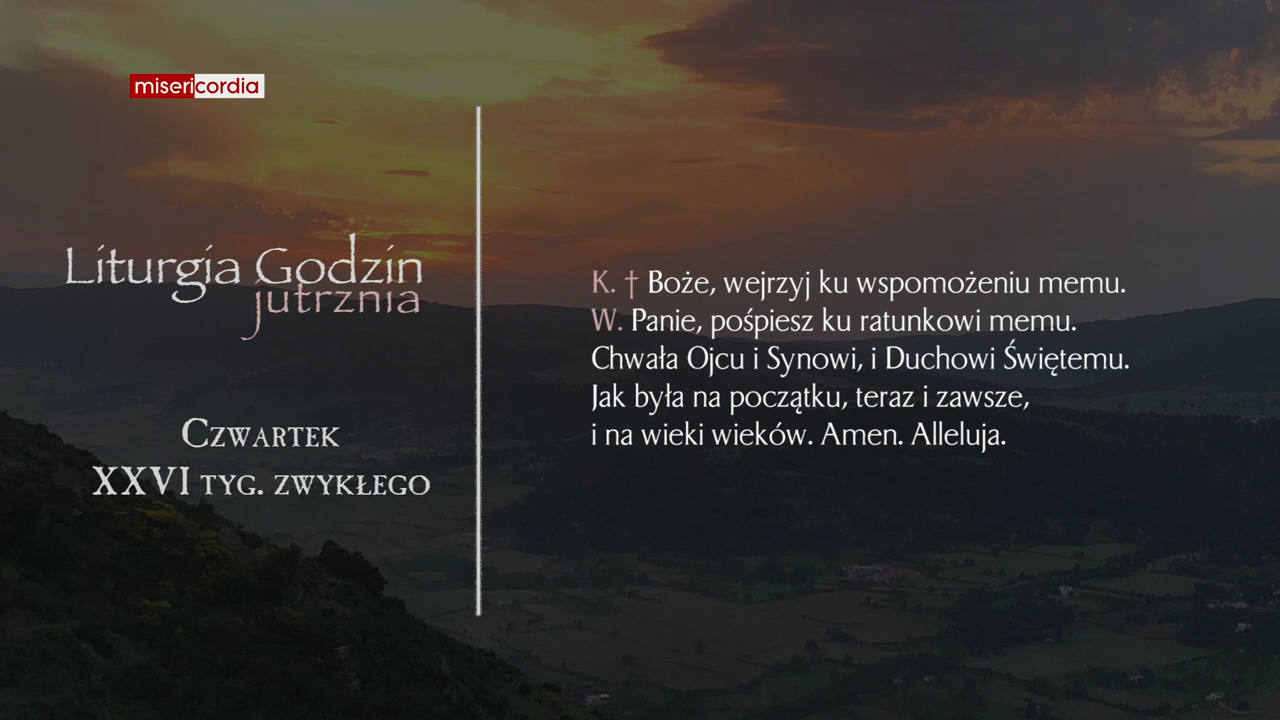 misericordia
Liturgia Godzin
jutrznia
Czwartek
XXVI tyg. zwykłego
K. † Boże, wejrzyj ku wspomożeniu memu.
W. Panie, pośpiesz ku ratunkowi memu.
Chwała Ojcu i Synowi, i Duchowi Świętemu.
Jak była na początku, teraz i zawsze,
i na wieki wieków. Amen. Alleluja.